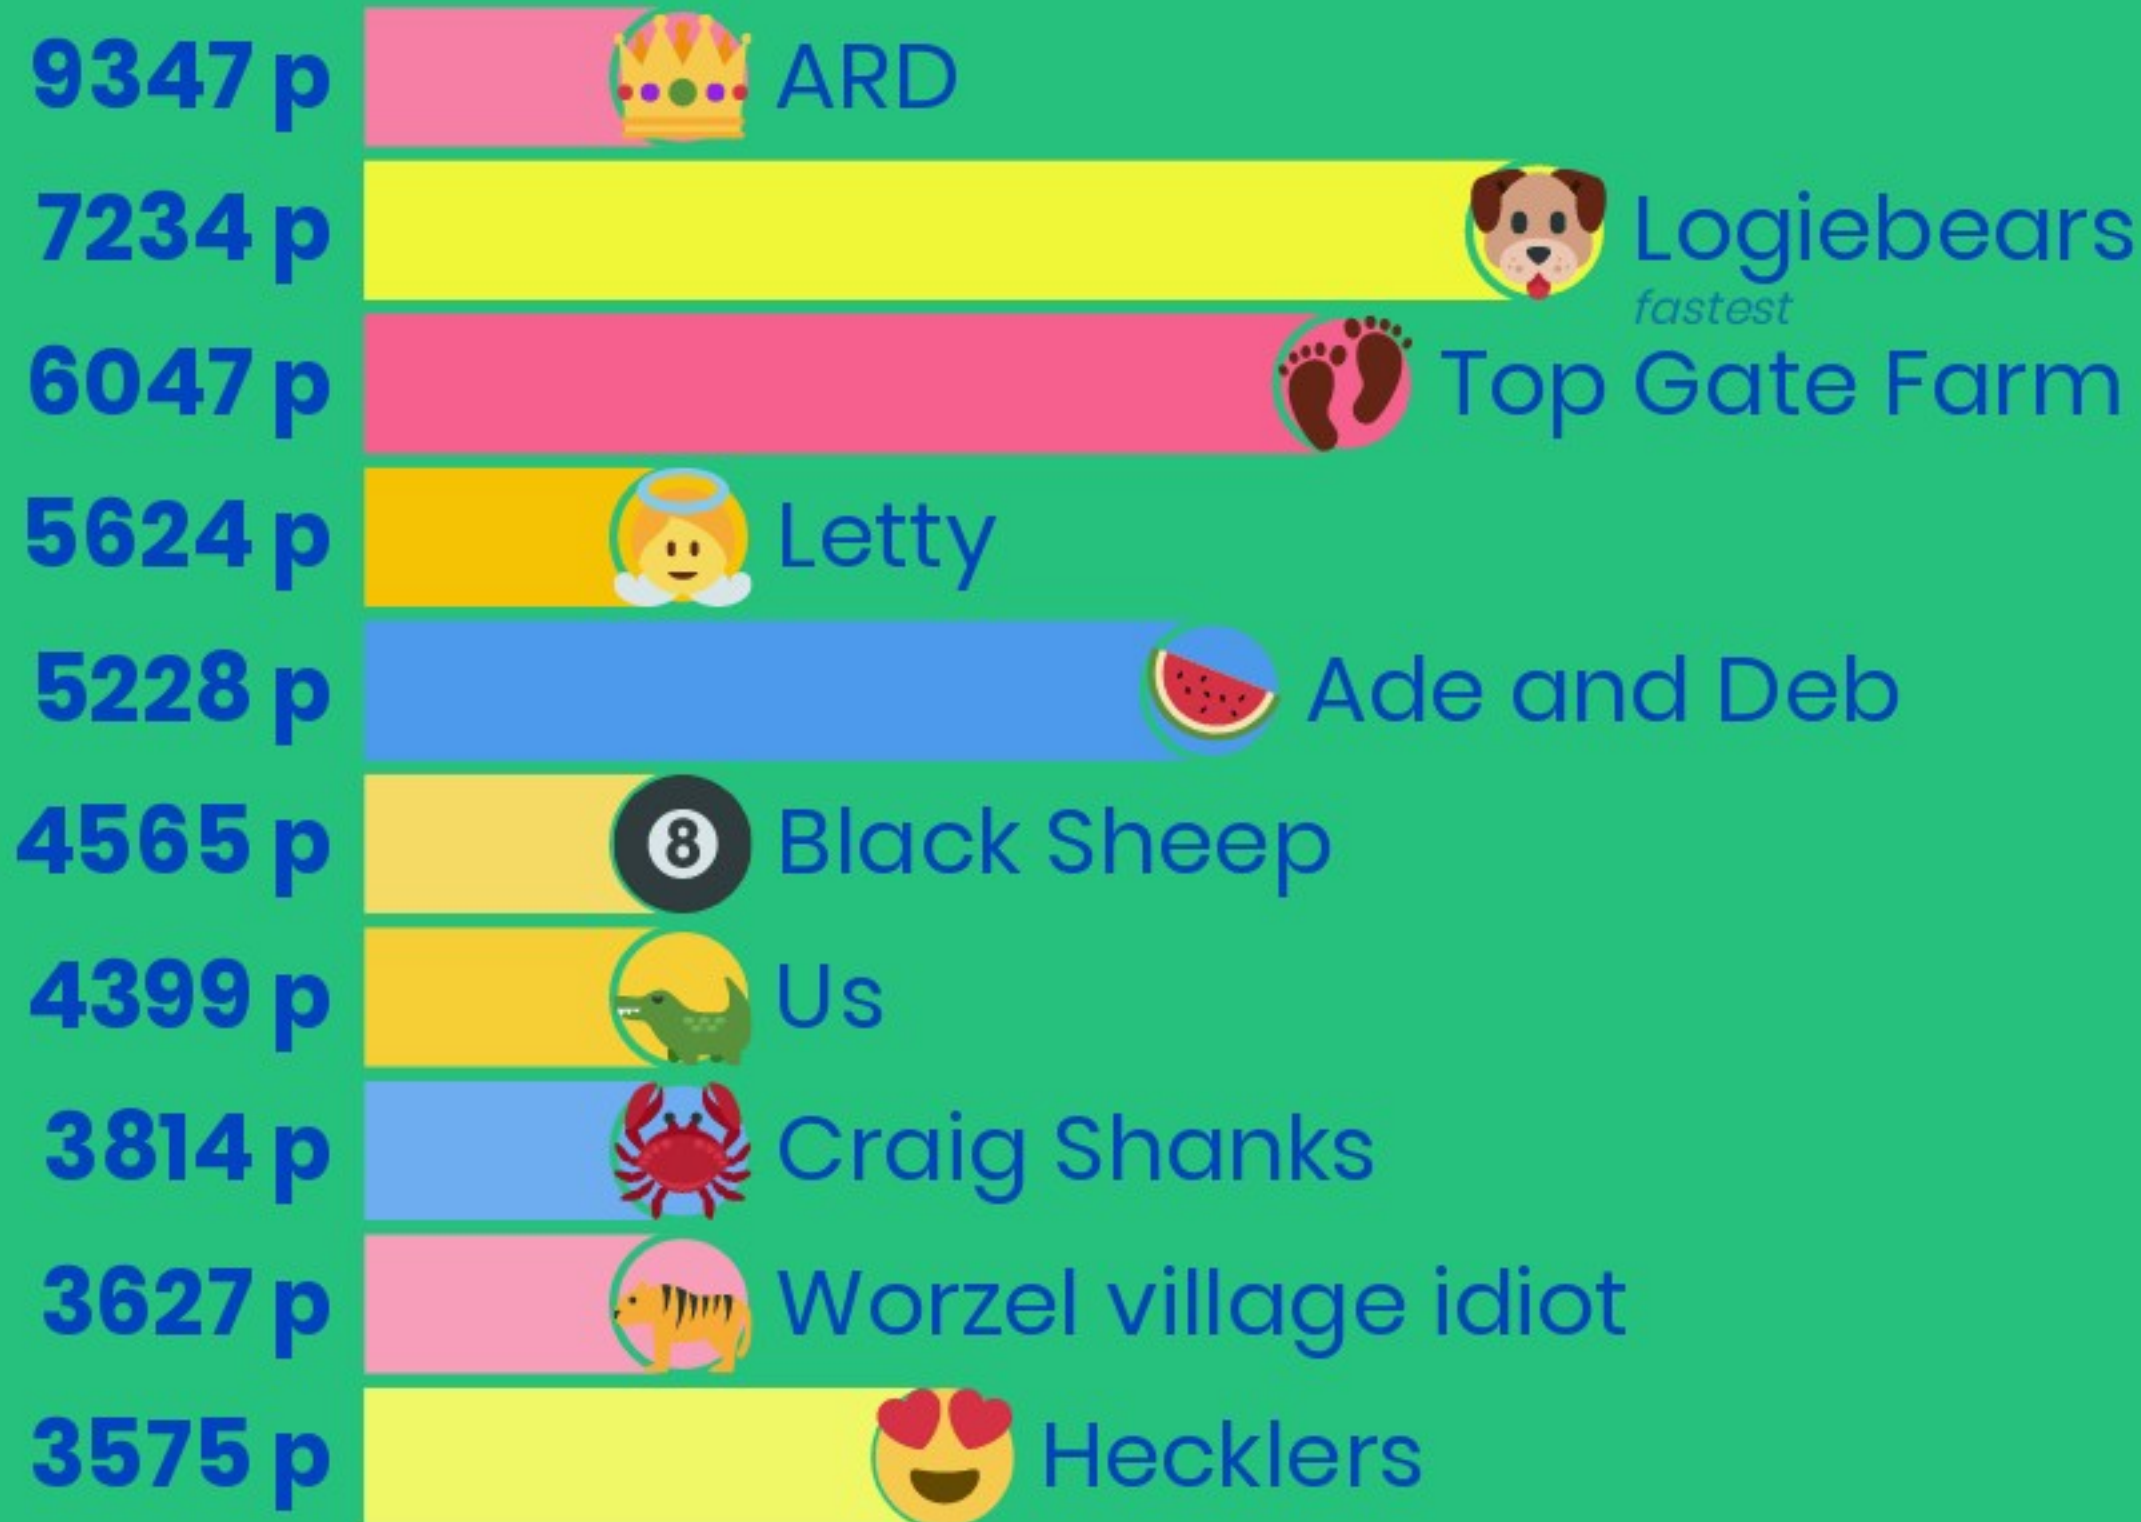 9347 p ARD
7234 p Logiebears
fastest
6047 p Top Gate Farm
5624 p Letty
5228 p Ade and Deb
4565 p 8 Black Sheep
4399 p Us
3814 p Craig Shanks
3627 p Worzel village idiot
3575 p Hecklers